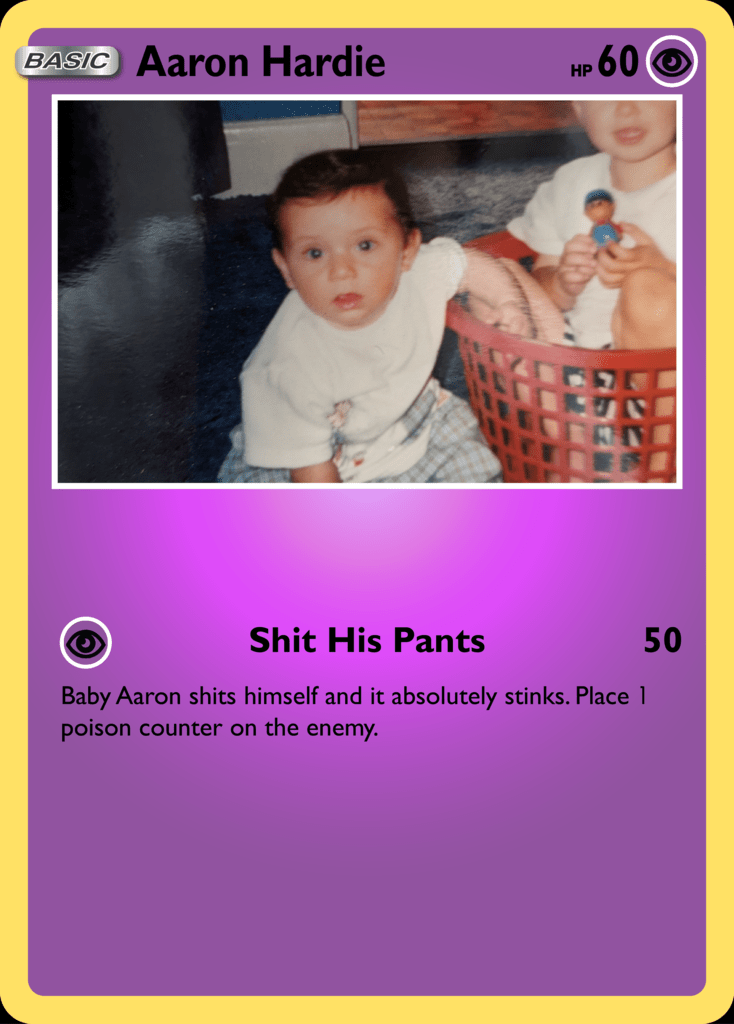 BASIC Aaron Hardie HP 60
Shit His Pants 50
Baby Aaron shits himself and it absolutely stinks. Place 1
poison counter on the enemy.